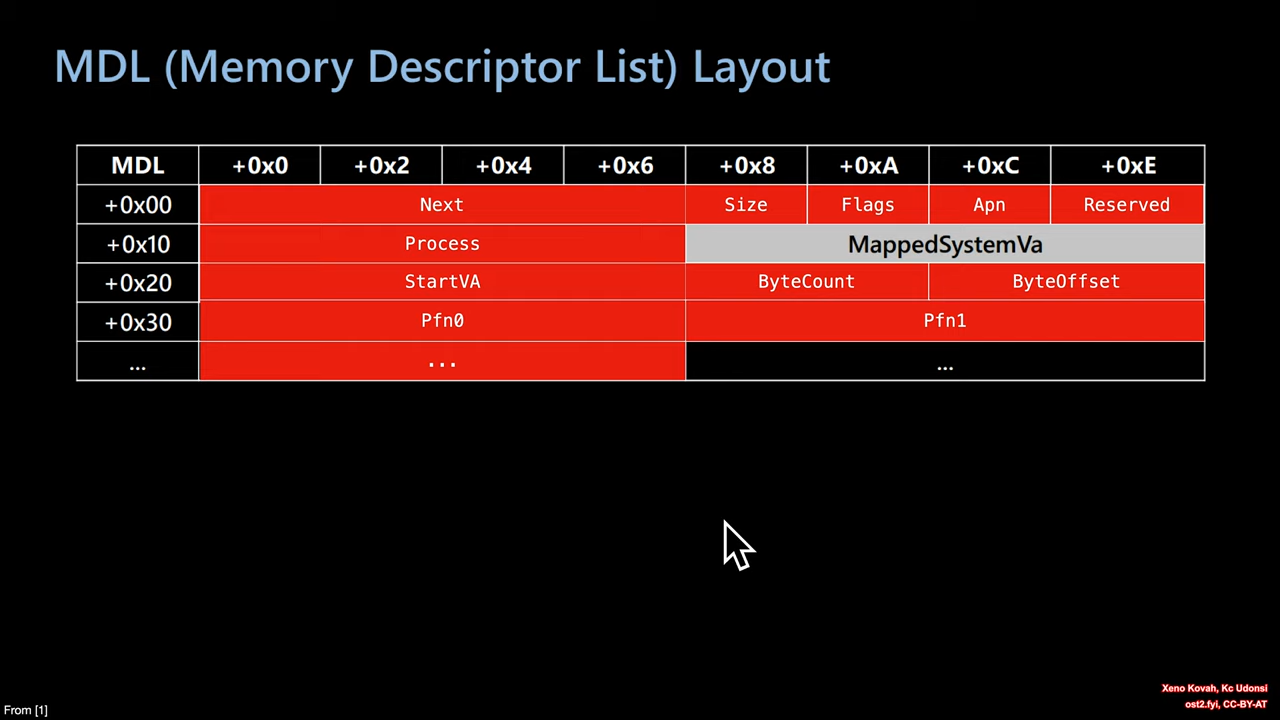 MDL (Memory Descriptor List) Layout
MDL +0x0 +0x2 +0x4 +0x6 +0x8 +0xA +0xC +0xE
+0x00 Next Size Flags Apn Reserved
+0x10 Process MappedSystemVa
+0x20 StartVA ByteCount ByteOffset
+0x30 Pfn0 Pfn1
... ... ...
Xeno Kovah, Kc Udonsi
ost2.fyi, CC-BY-AT
From [1]